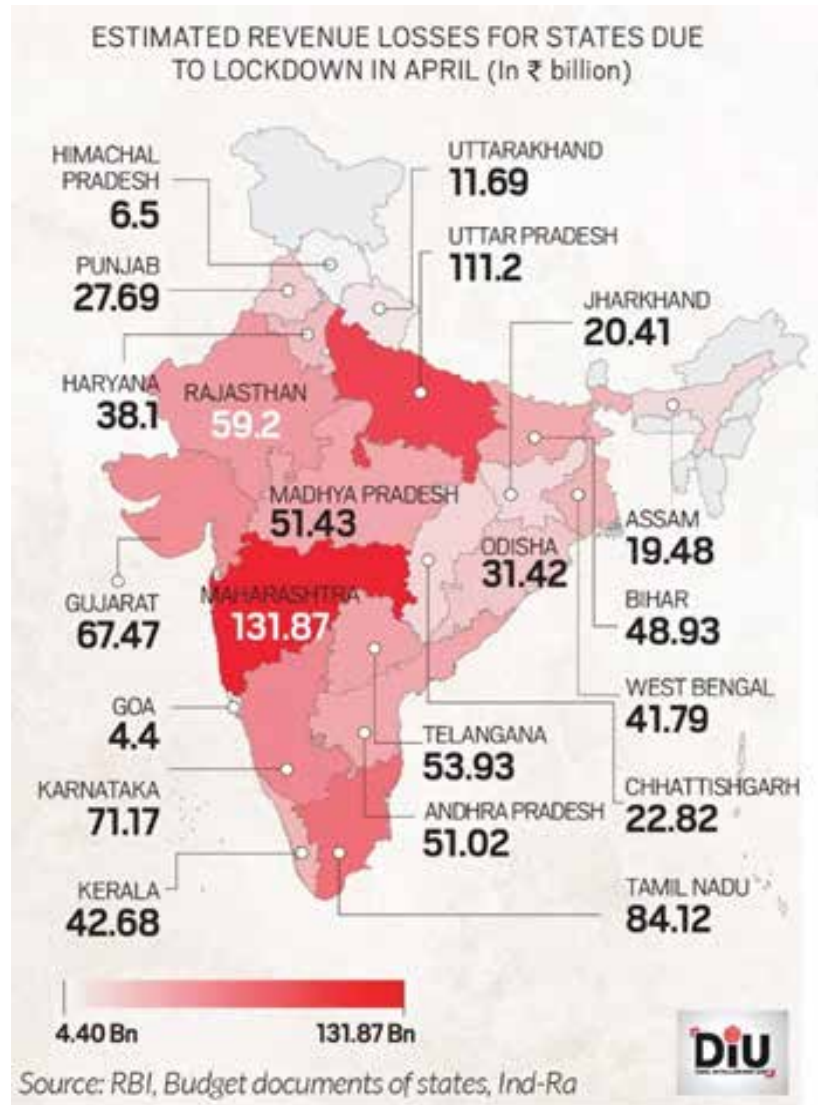 ESTIMATED REVENUE LOSSES FOR STATES DUE
TO LOCKDOWN IN APRIL (In ₹ billion)
HIMACHAL
PRADESH
6.5
UTTARAKHAND
11.69
PUNJAB
27.69
UTTAR PRADESH
111.2
JHARKHAND
20.41
HARYANA
38.1
RAJASTHAN
59.2
MADHYA PRADESH
51.43
ASSAM
19.48
ODISHA
31.42
GUJARAT
67.47
MAHARASHTRA
131.87
BIHAR
48.93
WEST BENGAL
41.79
GOA
4.4
TELANGANA
53.93
KARNATAKA
71.17
CHHATTISHGARH
22.82
ANDHRA PRADESH
51.02
KERALA
42.68
TAMIL NADU
84.12
4.40 Bn
131.87 Bn
DiU
Source: RBI, Budget documents of states, Ind-Ra